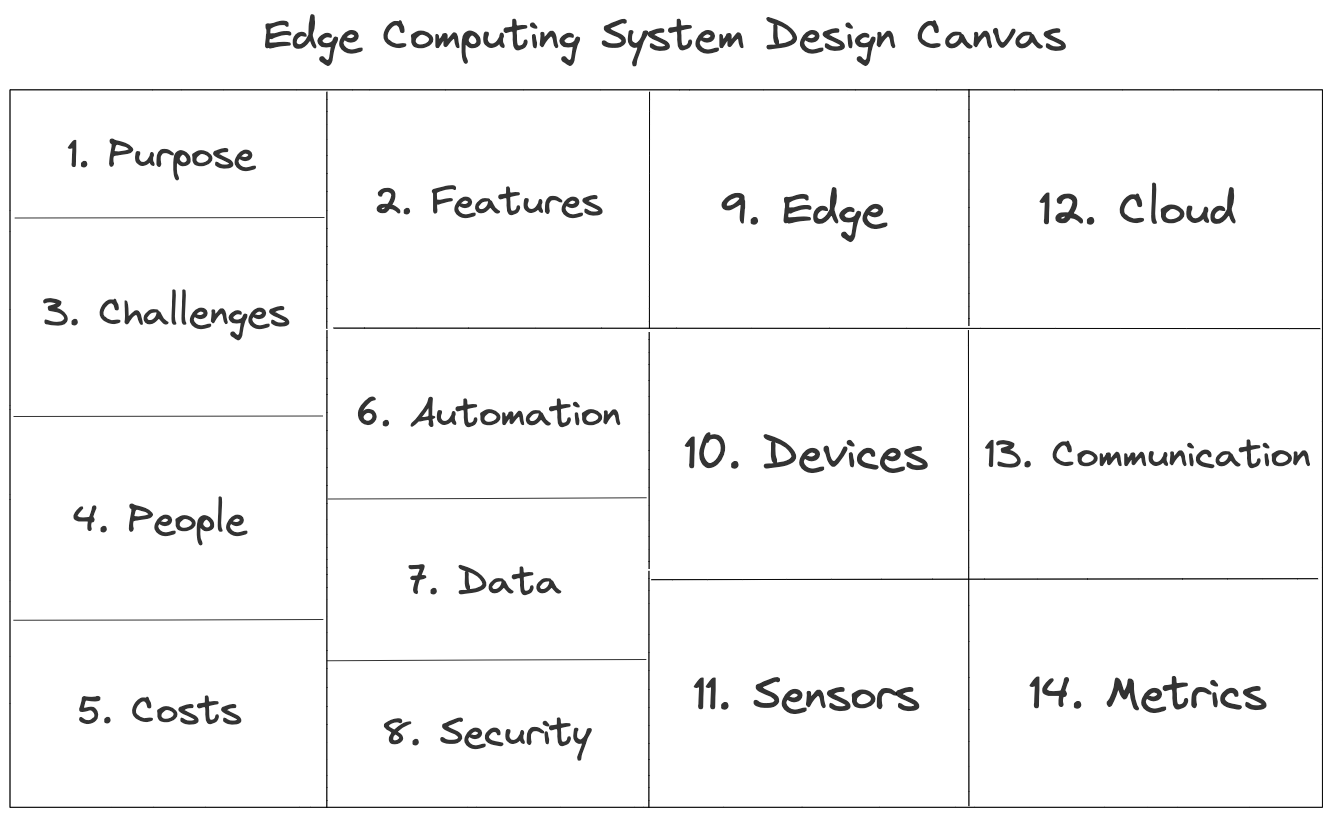 Edge Computing System Design Canvas
1. Purpose
2. Features
3. Challenges
4. People
5. Costs
6. Automation
7. Data
8. Security
9. Edge
10. Devices
11. Sensors
12. Cloud
13. Communication
14. Metrics